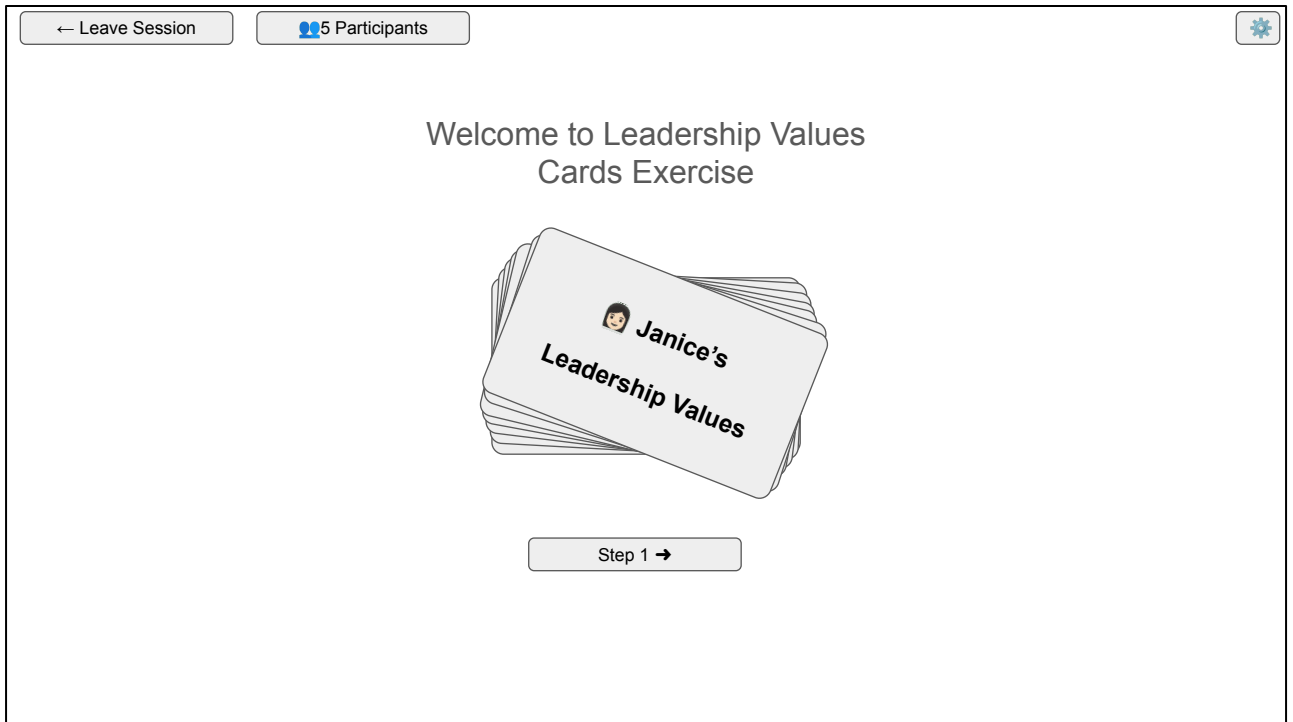 ← Leave Session
👥5 Participants
⚙️
Welcome to Leadership Values
Cards Exercise
👩🏻 Janice’s
Leadership Values
Step 1 ➜